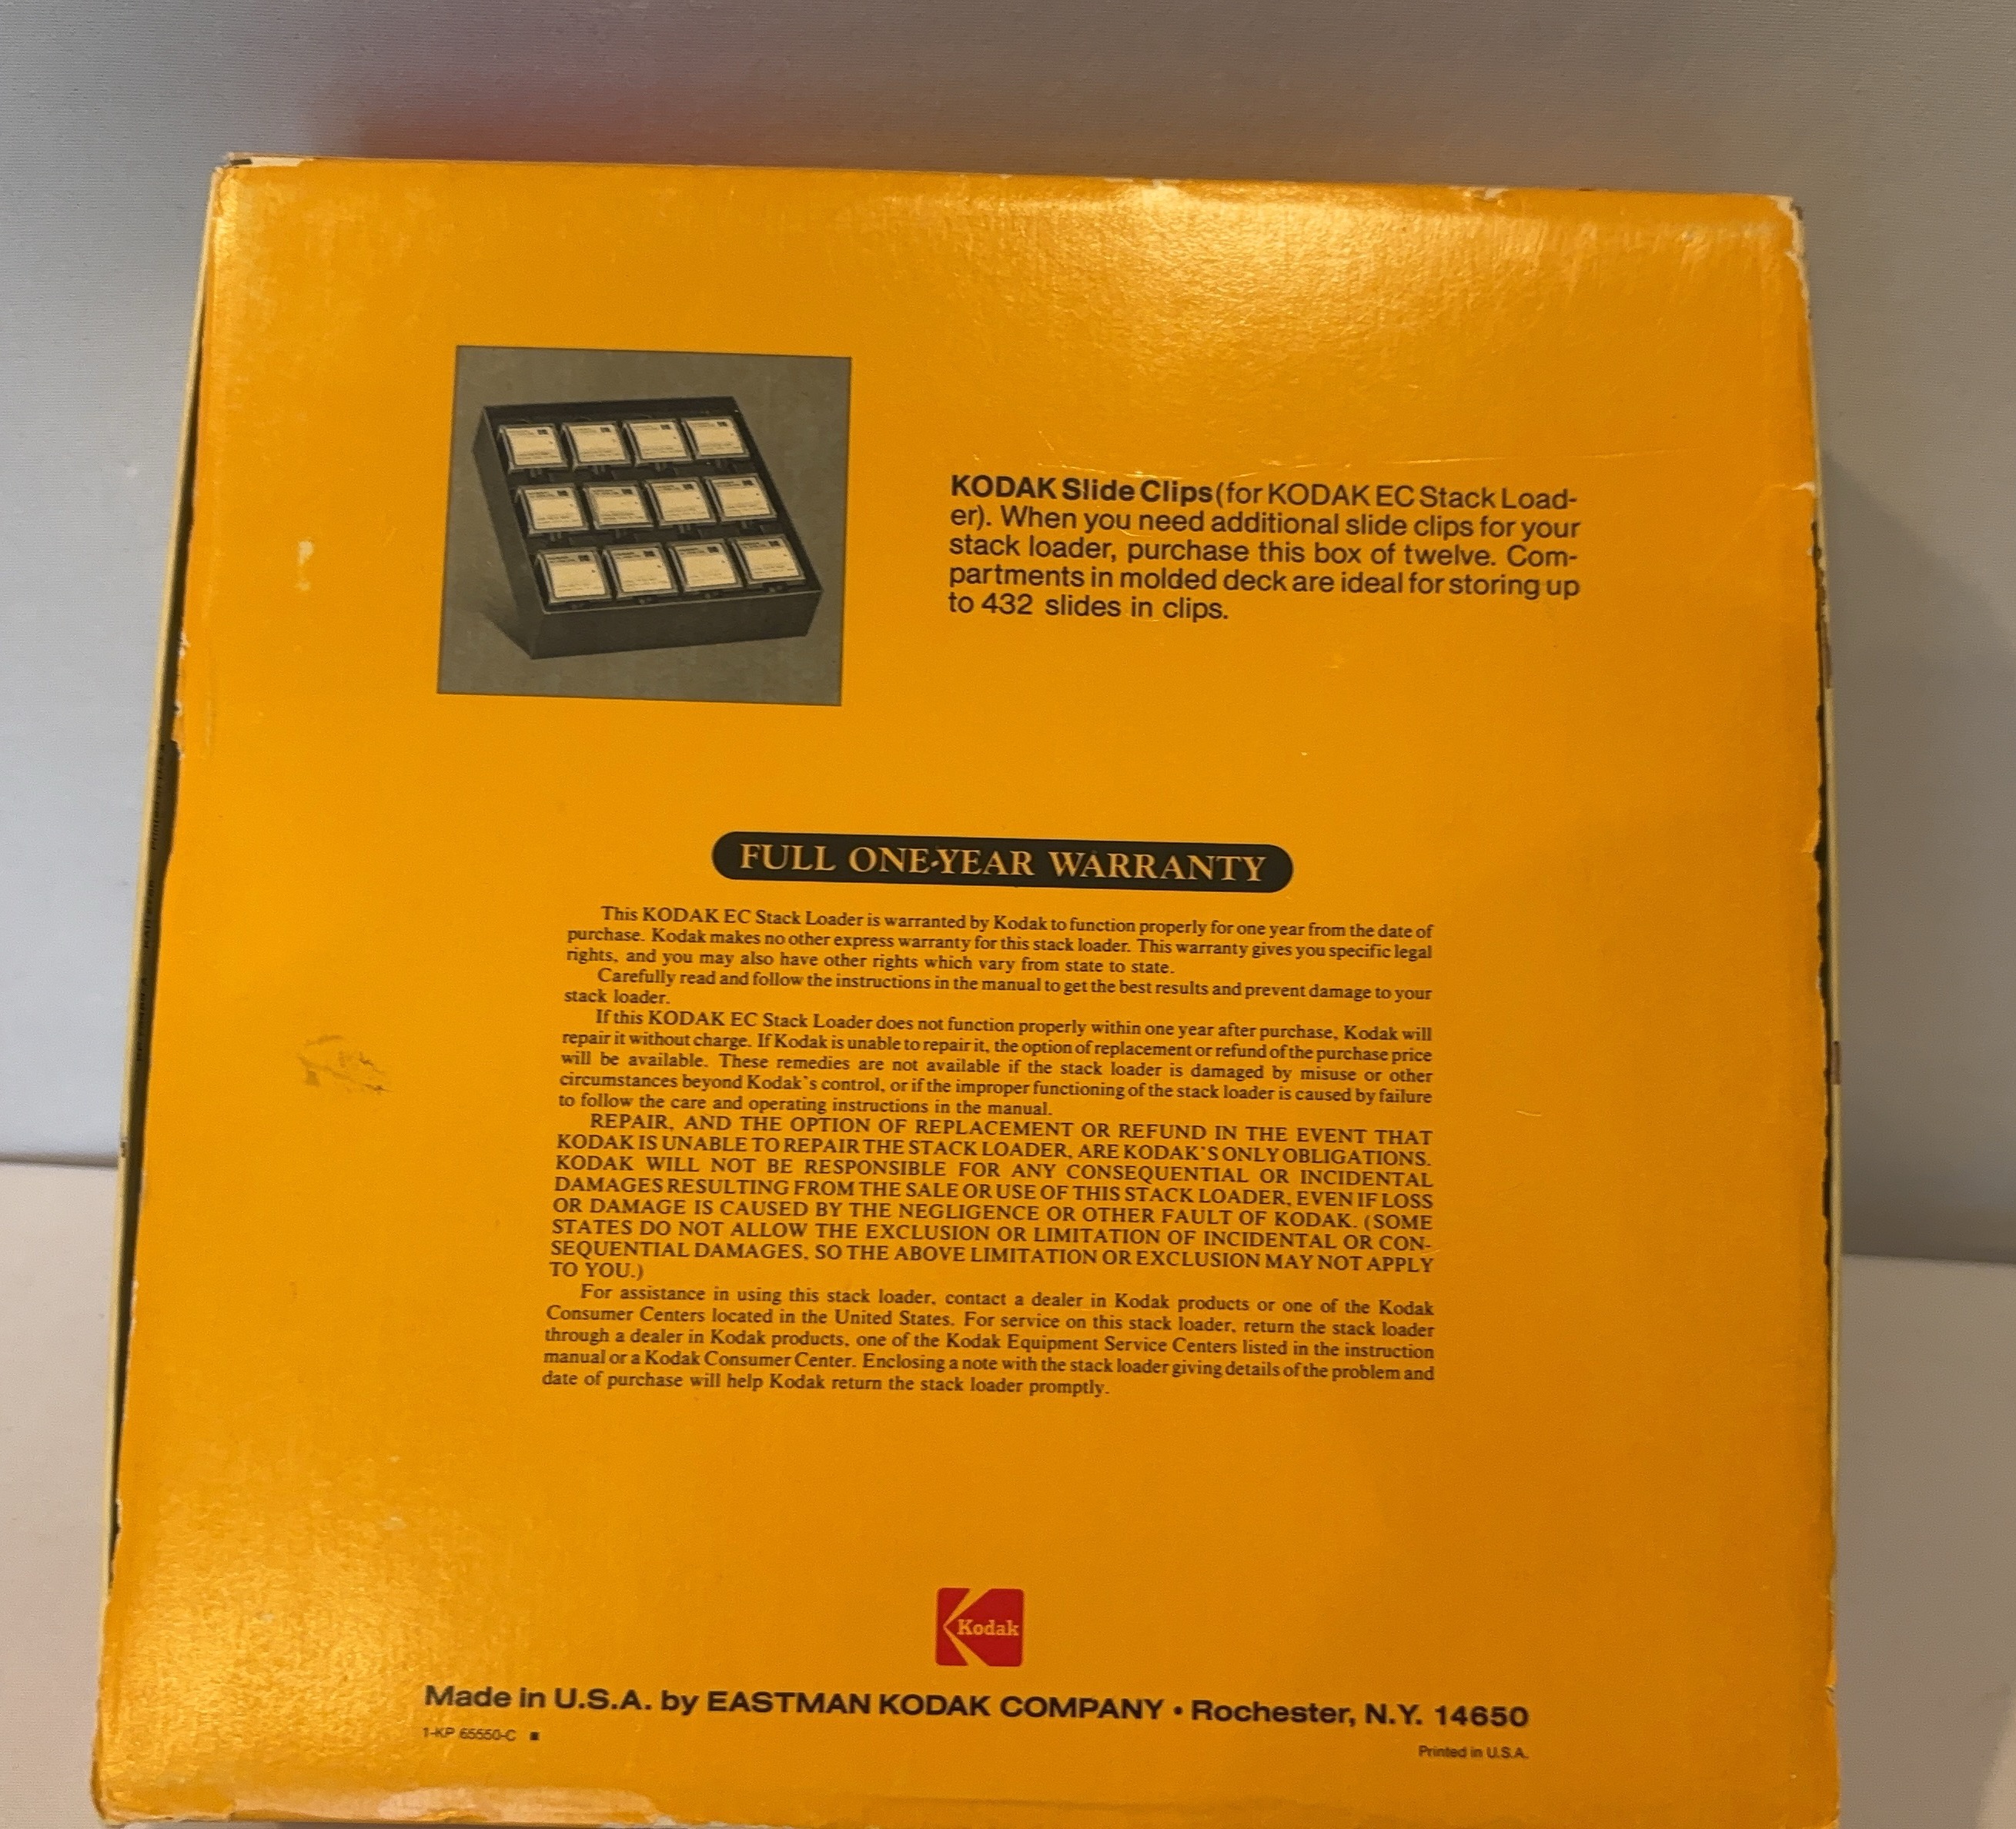 KODAK Slide Clips (for KODAK EC Stack Load-
er). When you need additional slide clips for your
stack loader, purchase this box of twelve. Com-
partments in molded deck are ideal for storing up
to 432 slides in clips.
FULL ONE-YEAR WARRANTY
This KODAK EC Stack Loader is warranted by Kodak to function properly for one year from the date of
purchase. Kodak makes no other express warranty for this stack loader. This warranty gives you specific legal
rights, and you may also have other rights which vary from state to state.
Carefully read and follow the instructions in the manual to get the best results and prevent damage to your
stack loader.
If this KODAK EC Stack Loader does not function properly within one year after purchase, Kodak will
repair it without charge. If Kodak is unable to repair it, the option of replacement or refund of the purchase price
will be available. These remedies are not available if the stack loader is damaged by misuse or other
circumstances beyond Kodak's control, or if the improper functioning of the stack loader is caused by failure
to follow the care and operating instructions in the manual.
REPAIR, AND THE OPTION OF REPLACEMENT OR REFUND IN THE EVENT THAT
KODAK IS UNABLE TO REPAIR THE STACK LOADER, ARE KODAK'S ONLY OBLIGATIONS.
KODAK WILL NOT BE RESPONSIBLE FOR ANY CONSEQUENTIAL OR INCIDENTAL
DAMAGES RESULTING FROM THE SALE OR USE OF THIS STACK LOADER, EVEN IF LOSS
OR DAMAGE IS CAUSED BY THE NEGLIGENCE OR OTHER FAULT OF KODAK. (SOME
STATES DO NOT ALLOW THE EXCLUSION OR LIMITATION OF INCIDENTAL OR CON-
SEQUENTIAL DAMAGES, SO THE ABOVE LIMITATION OR EXCLUSION MAY NOT APPLY
TO YOU.)
For assistance in using this stack loader, contact a dealer in Kodak products or one of the Kodak
Consumer Centers located in the United States. For service on this stack loader, return the stack loader
through a dealer in Kodak products, one of the Kodak Equipment Service Centers listed in the instruction
manual or a Kodak Consumer Center. Enclosing a note with the stack loader giving details of the problem and
date of purchase will help Kodak return the stack loader promptly.
Kodak
Made in U.S.A. by EASTMAN KODAK COMPANY • Rochester, N.Y. 14650
1-KP 65550-C ■
Printed in U.S.A.